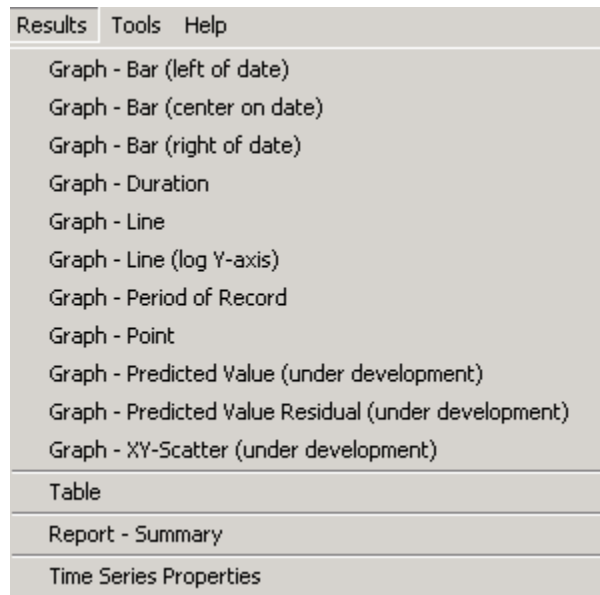 Results Tools Help
Graph - Bar (left of date)
Graph - Bar (center on date)
Graph - Bar (right of date)
Graph - Duration
Graph - Line
Graph - Line (log Y-axis)
Graph - Period of Record
Graph - Point
Graph - Predicted Value (under development)
Graph - Predicted Value Residual (under development)
Graph - XY-Scatter (under development)
Table
Report - Summary
Time Series Properties